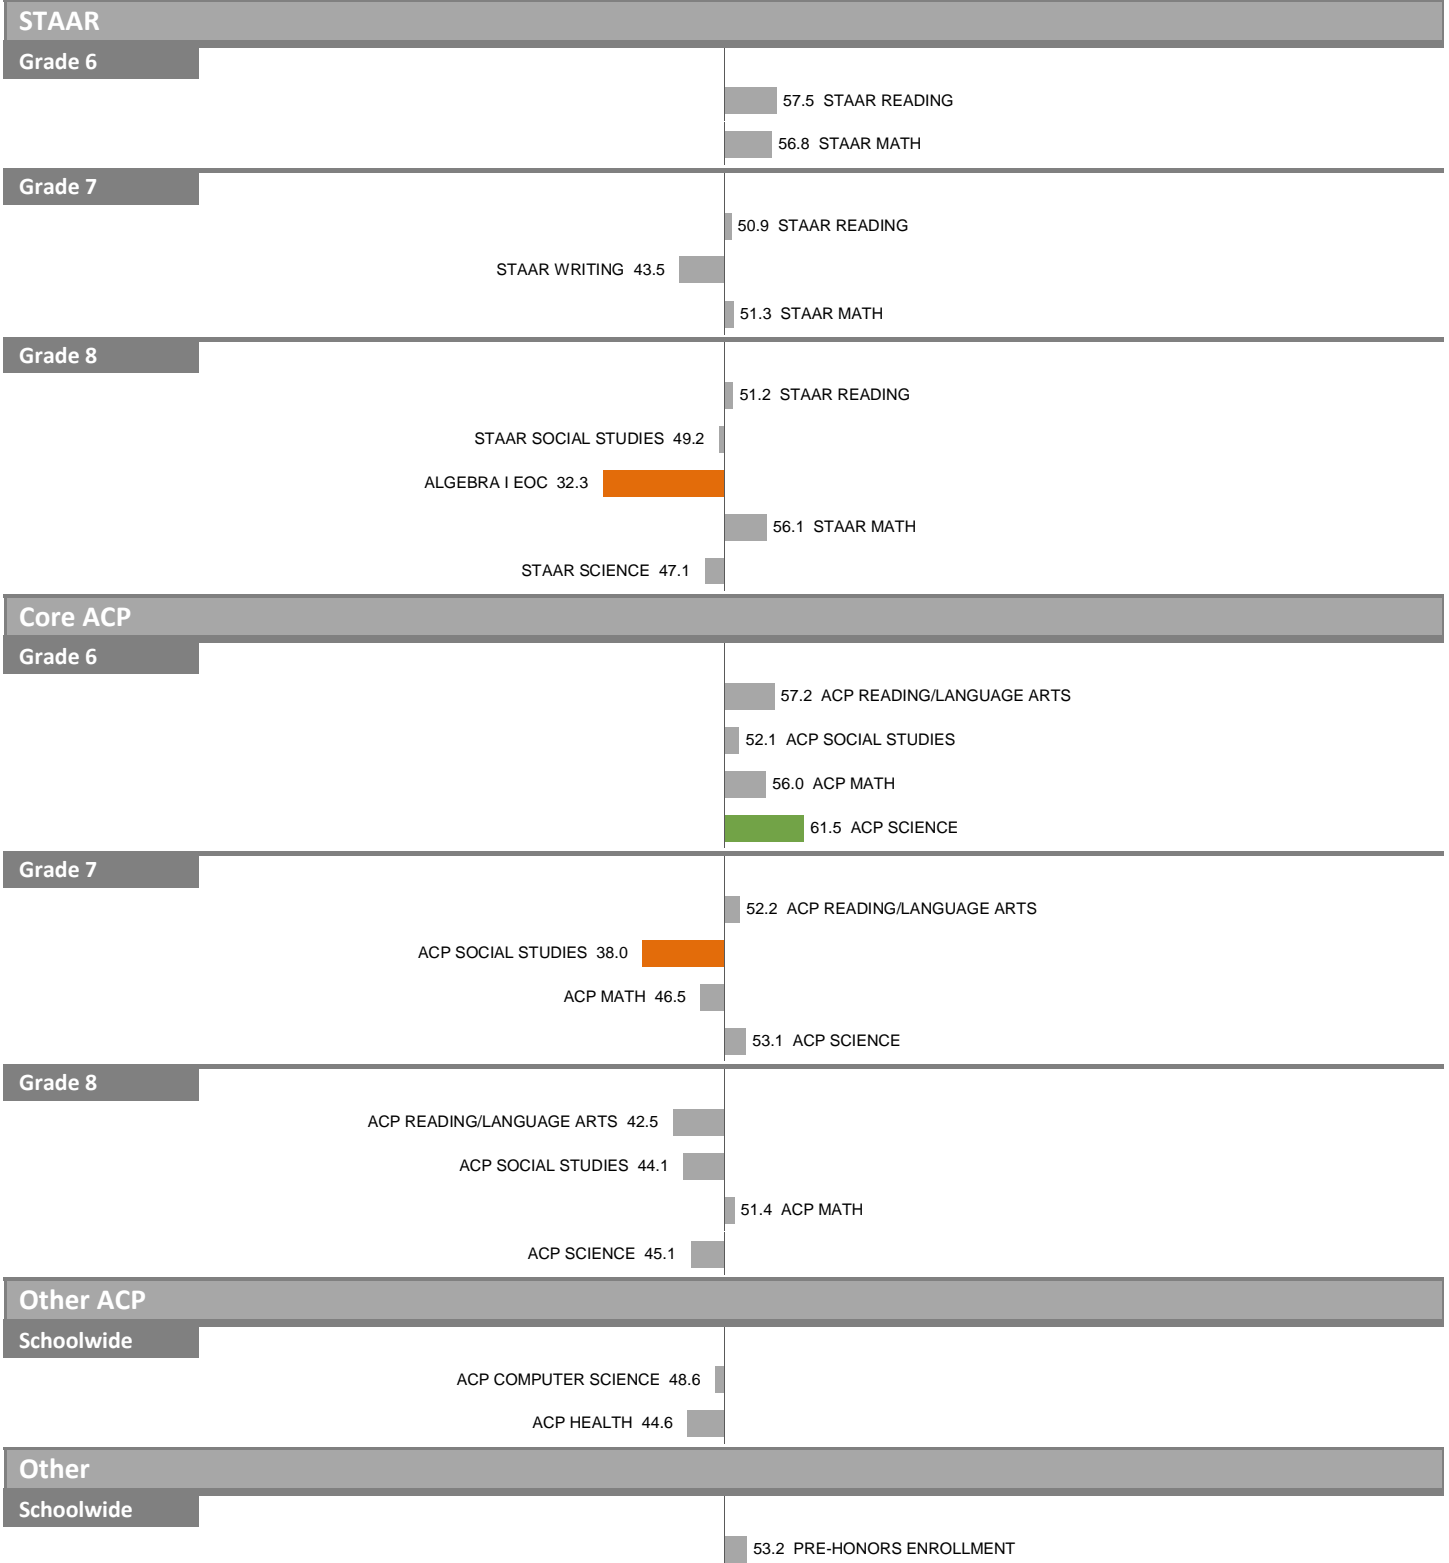 STAAR
Grade 6
57.5 STAAR READING
56.8 STAAR MATH
Grade 7
50.9 STAAR READING
STAAR WRITING 43.5
51.3 STAAR MATH
Grade 8
51.2 STAAR READING
STAAR SOCIAL STUDIES 49.2
ALGEBRA I EOC 32.3
56.1 STAAR MATH
STAAR SCIENCE 47.1
Core ACP
Grade 6
57.2 ACP READING/LANGUAGE ARTS
52.1 ACP SOCIAL STUDIES
56.0 ACP MATH
61.5 ACP SCIENCE
Grade 7
52.2 ACP READING/LANGUAGE ARTS
ACP SOCIAL STUDIES 38.0
ACP MATH 46.5
53.1 ACP SCIENCE
Grade 8
ACP READING/LANGUAGE ARTS 42.5
ACP SOCIAL STUDIES 44.1
51.4 ACP MATH
ACP SCIENCE 45.1
Other ACP
Schoolwide
ACP COMPUTER SCIENCE 48.6
ACP HEALTH 44.6
Other
Schoolwide
53.2 PRE-HONORS ENROLLMENT